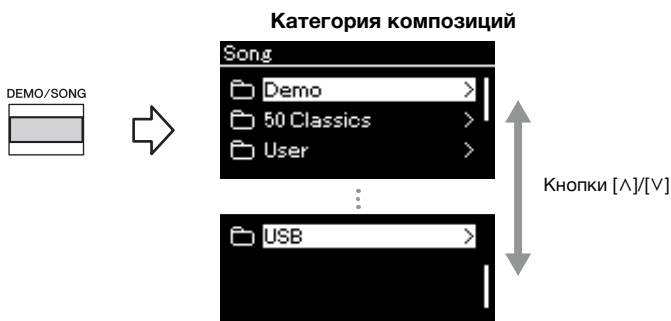 Категория композиций
DEMO/SONG
Song
Demo >
50 Classics >
User >
Кнопки [∧]/[∨]
USB >